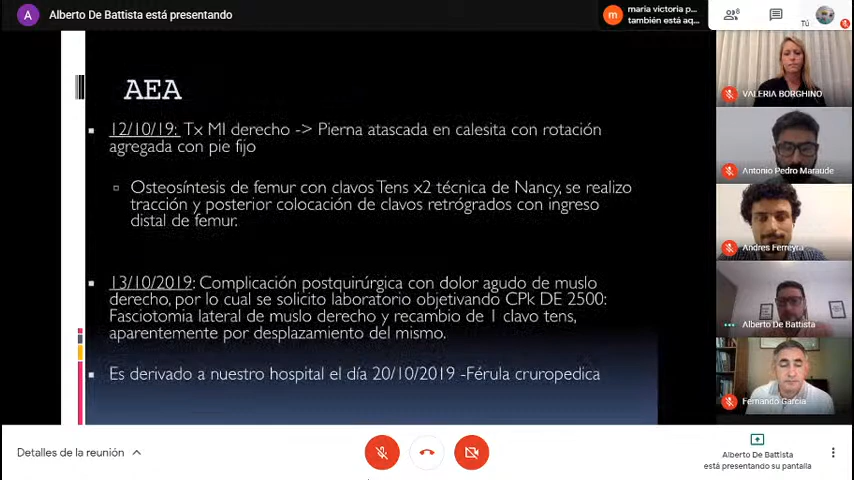 A Alberto De Battista está presentando
m maria victoria p...
también está aq...
8
Tú
AEA
12/10/19: Tx MI derecho -> Pierna atascada en calesita con rotación
agregada con pie fijo
Osteosíntesis de femur con clavos Tens x2 técnica de Nancy, se realizo
tracción y posterior colocación de clavos retrógrados con ingreso
distal de femur.
13/10/2019: Complicación postquirúrgica con dolor agudo de muslo
derecho, por lo cual se solicito laboratorio objetivando CPk DE 2500:
Fasciotomia lateral de muslo derecho y recambio de 1 clavo tens,
aparentemente por desplazamiento del mismo.
Es derivado a nuestro hospital el día 20/10/2019 -Férula cruropedica
VALERIA BORGHINO
Antonio Pedro Maraude
Andres Ferreyra
Alberto De Battista
Fernando Garcia
Detalles de la reunión
Alberto De Battista
está presentando su pantalla